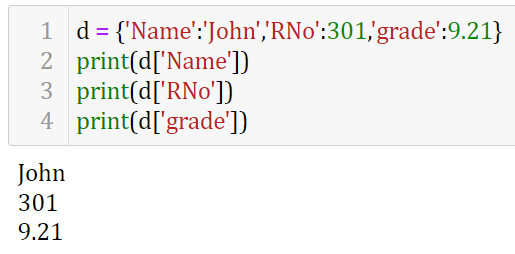 1 d = {'Name':'John','RNo':301,'grade':9.21}
2 print(d['Name'])
3 print(d['RNo'])
4 print(d['grade'])
John
301
9.21